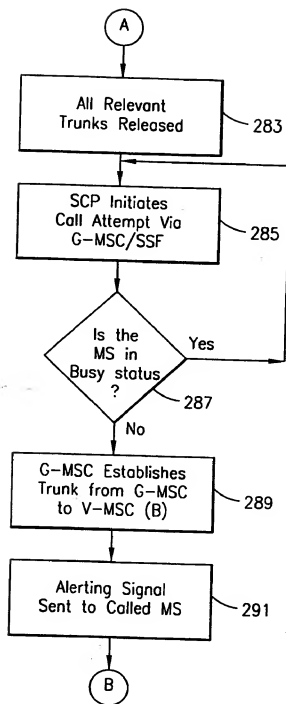 A
All Relevant
Trunks Released
283
SCP Initiates
Call Attempt Via
G-MSC/SSF
285
Is the
MS in
Busy status
?
Yes
287
No
G-MSC Establishes
Trunk from G-MSC
to V-MSC (B)
289
Alerting Signal
Sent to Called MS
291
B